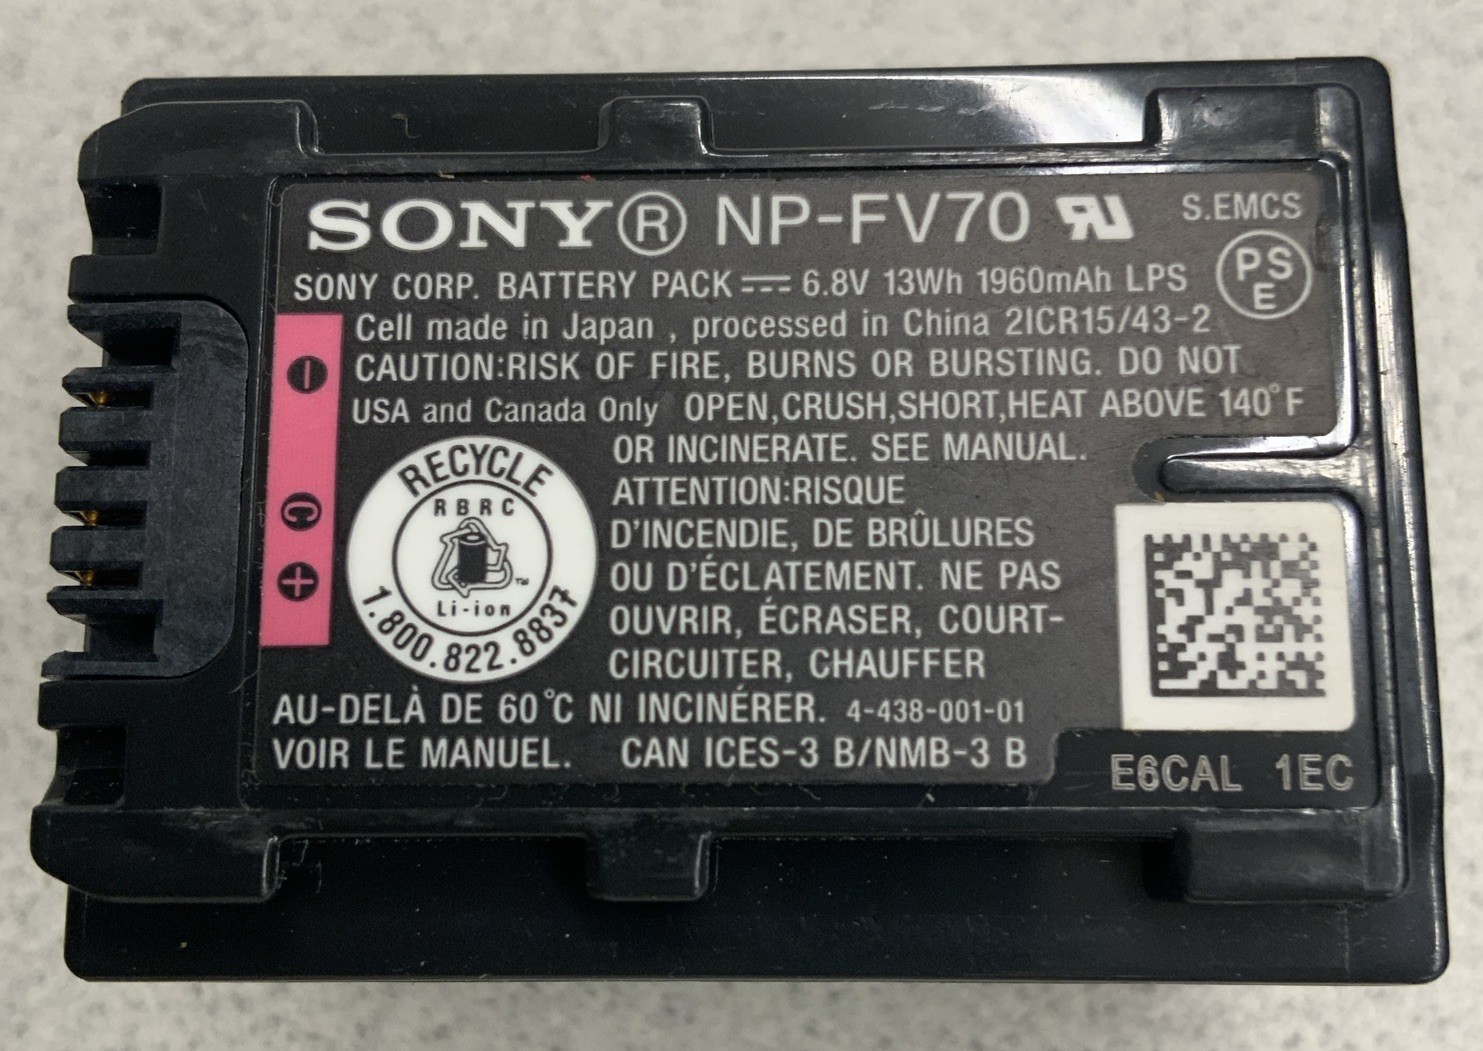 SONY® NP-FV70 RU S.EMCS
SONY CORP. BATTERY PACK ⎓ 6.8V 13Wh 1960mAh LPS
PSE
Cell made in Japan , processed in China 2ICR15/43-2
CAUTION:RISK OF FIRE, BURNS OR BURSTING. DO NOT
USA and Canada Only OPEN,CRUSH,SHORT,HEAT ABOVE 140°F
OR INCINERATE. SEE MANUAL.
ATTENTION:RISQUE
D'INCENDIE, DE BRÛLURES
OU D'ÉCLATEMENT. NE PAS
OUVRIR, ÉCRASER, COURT-
CIRCUITER, CHAUFFER
AU-DELÀ DE 60°C NI INCINÉRER. 4-438-001-01
VOIR LE MANUEL. CAN ICES-3 B/NMB-3 B
−
C
+
RECYCLE
RBRC
™
Li-ion
1.800.822.8837
E6CAL 1EC